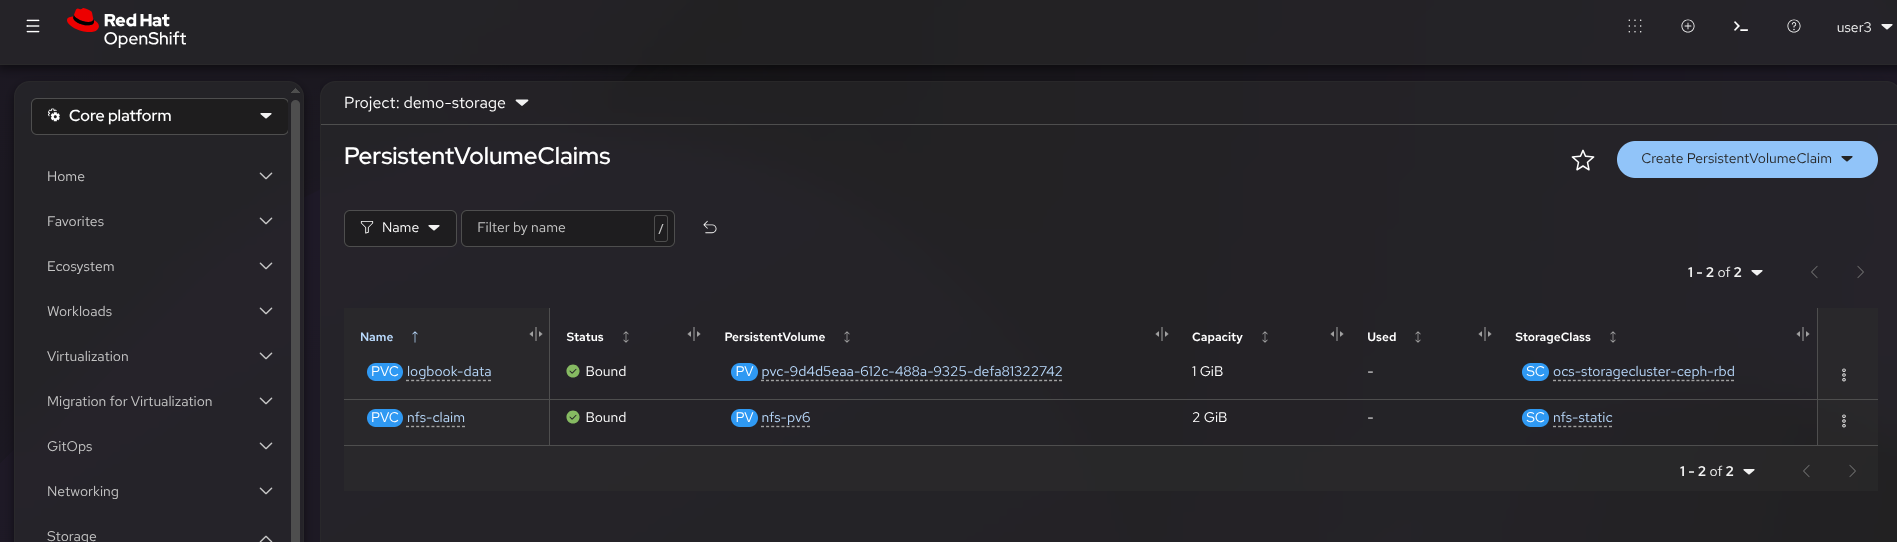 Red Hat
OpenShift
user3
Core platform
Home
Favorites
Ecosystem
Workloads
Virtualization
Migration for Virtualization
GitOps
Networking
Storage
Project: demo-storage
PersistentVolumeClaims
Create PersistentVolumeClaim
Name
Filter by name
/
1 - 2 of 2
Name Status PersistentVolume Capacity Used StorageClass
PVC logbook-data Bound PV pvc-9d4d5eaa-612c-488a-9325-defa81322742 1 GiB - SC ocs-storagecluster-ceph-rbd
PVC nfs-claim Bound PV nfs-pv6 2 GiB - SC nfs-static
1 - 2 of 2